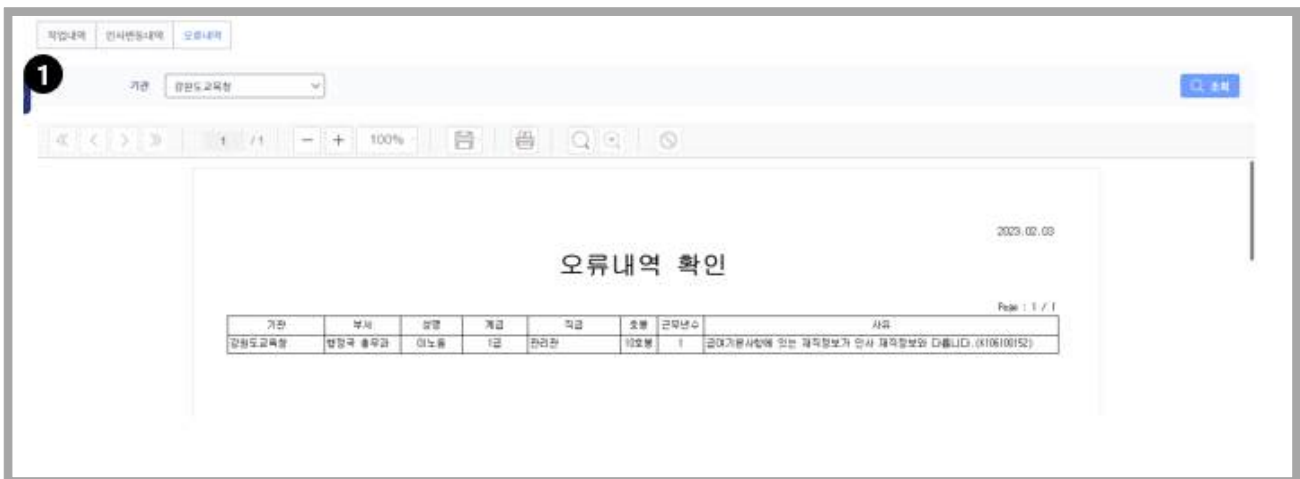 작업내역 인사변동내역 오류내역
1
기관 강원도교육청 조회
1 /1 100%
2023.02.03
오류내역 확인
Page : 1 / 1
기관 부서 성명 계급 직급 호봉 근무년수 사유
강원도교육청 행정국 총무과 이노동 1급 관리관 10호봉 1 급여기본사항에 있는 재직정보가 인사 재직정보와 다릅니다.(X106100152)